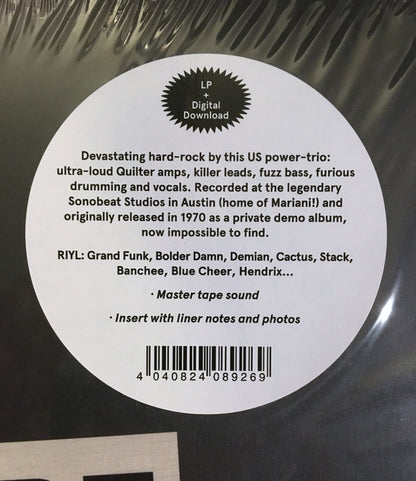 LP
+
Digital
Download
Devastating hard-rock by this US power-trio:
ultra-loud Quilter amps, killer leads, fuzz bass, furious
drumming and vocals. Recorded at the legendary
Sonobeat Studios in Austin (home of Mariani!) and
originally released in 1970 as a private demo album,
now impossible to find.
RIYL: Grand Funk, Bolder Damn, Demian, Cactus, Stack,
Banchee, Blue Cheer, Hendrix...
· Master tape sound
· Insert with liner notes and photos
4 040824 089269